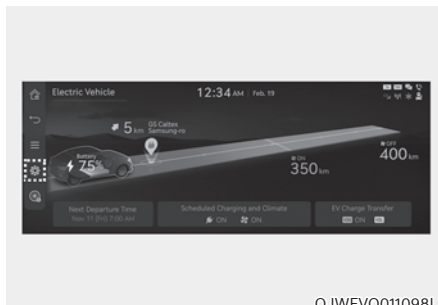 Electric Vehicle
12:34 AM Feb. 19
5 km
GS Caltex
Samsung-ro
Battery
75%
ON
350 km
OFF
400 km
Next Departure Time
Nov 11 (Fri) 7:00 AM
Scheduled Charging and Climate
ON ON
EV Charge Transfer
ON